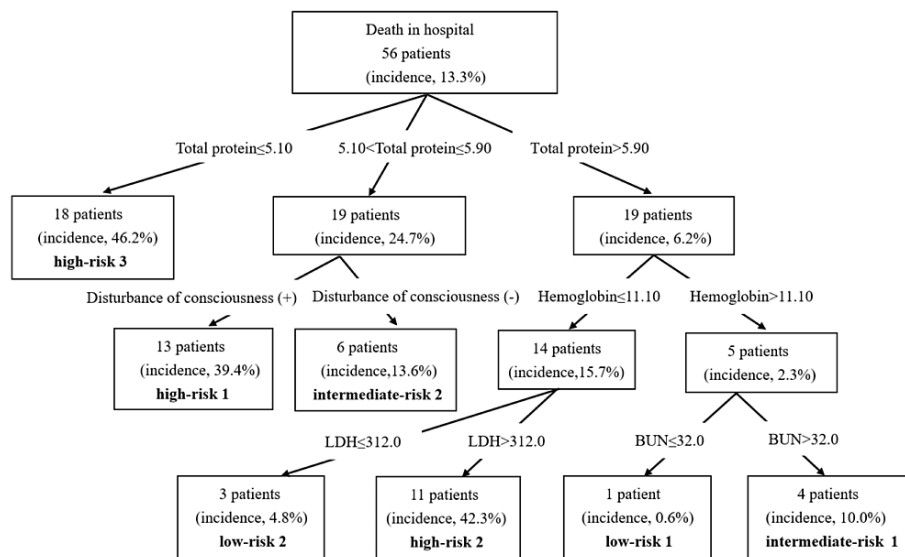 Death in hospital
56 patients
(incidence, 13.3%)
Total protein≤5.10
5.10<Total protein≤5.90
Total protein>5.90
18 patients
(incidence, 46.2%)
high-risk 3
19 patients
(incidence, 24.7%)
19 patients
(incidence, 6.2%)
Disturbance of consciousness (+)
Disturbance of consciousness (-)
Hemoglobin≤11.10
Hemoglobin>11.10
13 patients
(incidence, 39.4%)
high-risk 1
6 patients
(incidence,13.6%)
intermediate-risk 2
14 patients
(incidence,15.7%)
5 patients
(incidence, 2.3%)
LDH≤312.0
LDH>312.0
BUN≤32.0
BUN>32.0
3 patients
(incidence, 4.8%)
low-risk 2
11 patients
(incidence, 42.3%)
high-risk 2
1 patient
(incidence, 0.6%)
low-risk 1
4 patients
(incidence, 10.0%)
intermediate-risk 1